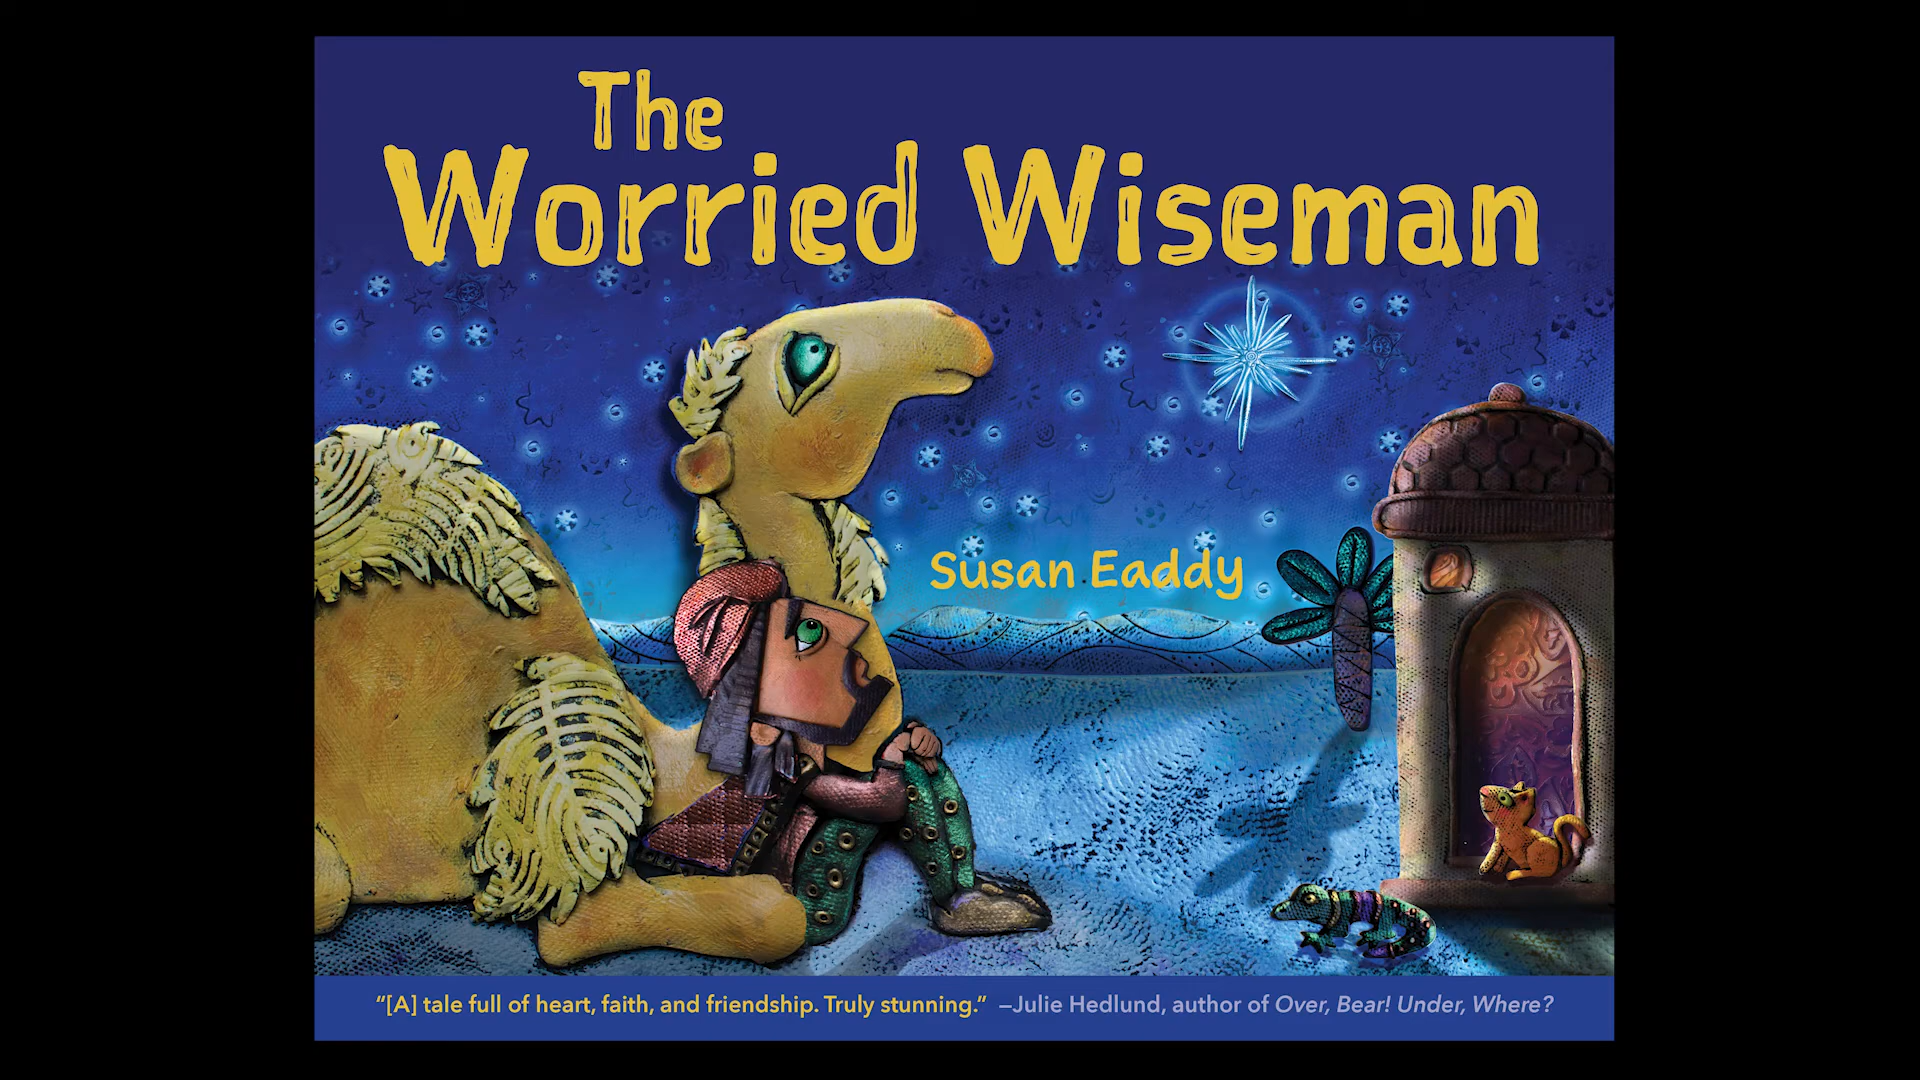 The
Worried Wiseman
Susan Eaddy
“[A] tale full of heart, faith, and friendship. Truly stunning.” —Julie Hedlund, author of Over, Bear! Under, Where?